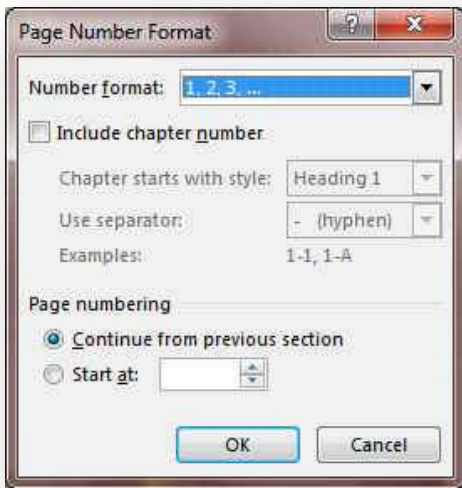 Page Number Format
Number format: 1, 2, 3, ...
Include chapter number
Chapter starts with style: Heading 1
Use separator: - (hyphen)
Examples: 1-1, 1-A
Page numbering
Continue from previous section
Start at:
OK Cancel